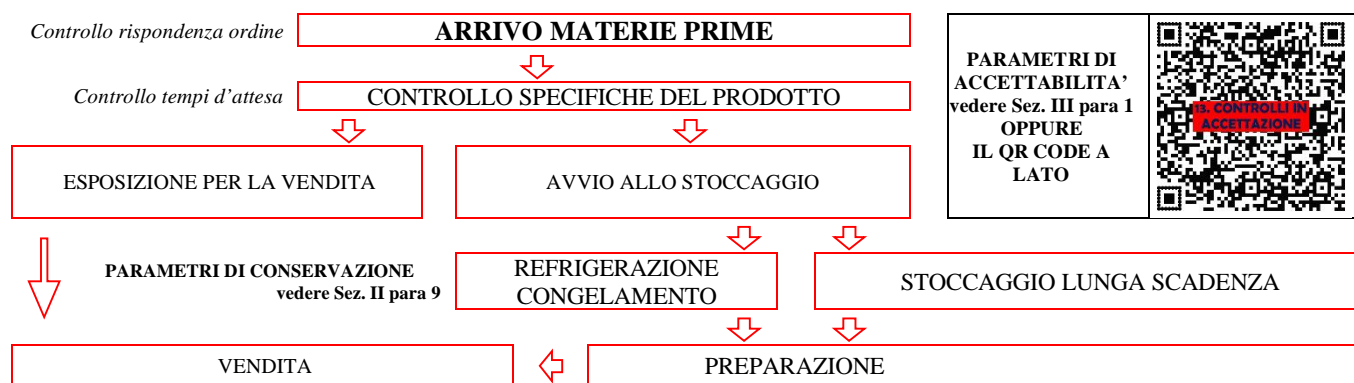 Controllo rispondenza ordine
ARRIVO MATERIE PRIME
Controllo tempi d'attesa
CONTROLLO SPECIFICHE DEL PRODOTTO
PARAMETRI DI
ACCETTABILITA'
vedere Sez. III para 1
OPPURE
IL QR CODE A
LATO
13. CONTROLLI IN
ACCETTAZIONE
ESPOSIZIONE PER LA VENDITA
AVVIO ALLO STOCCAGGIO
PARAMETRI DI CONSERVAZIONE
vedere Sez. II para 9
REFRIGERAZIONE
CONGELAMENTO
STOCCAGGIO LUNGA SCADENZA
VENDITA
PREPARAZIONE